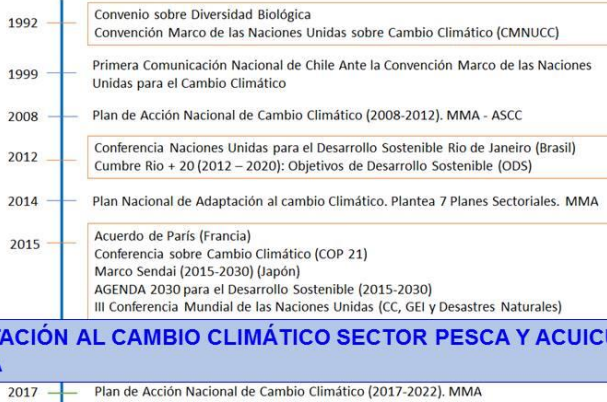 1992
Convenio sobre Diversidad Biológica
Convención Marco de las Naciones Unidas sobre Cambio Climático (CMNUCC)
1999
Primera Comunicación Nacional de Chile Ante la Convención Marco de las Naciones
Unidas para el Cambio Climático
2008
Plan de Acción Nacional de Cambio Climático (2008-2012). MMA - ASCC
2012
Conferencia Naciones Unidas para el Desarrollo Sostenible Rio de Janeiro (Brasil)
Cumbre Rio + 20 (2012 – 2020): Objetivos de Desarrollo Sostenible (ODS)
2014
Plan Nacional de Adaptación al cambio Climático. Plantea 7 Planes Sectoriales. MMA
2015
Acuerdo de París (Francia)
Conferencia sobre Cambio Climático (COP 21)
Marco Sendai (2015-2030) (Japón)
AGENDA 2030 para el Desarrollo Sostenible (2015-2030)
III Conferencia Mundial de las Naciones Unidas (CC, GEI y Desastres Naturales)
TACIÓN AL CAMBIO CLIMÁTICO SECTOR PESCA Y ACUICU
2017
Plan de Acción Nacional de Cambio Climático (2017-2022). MMA